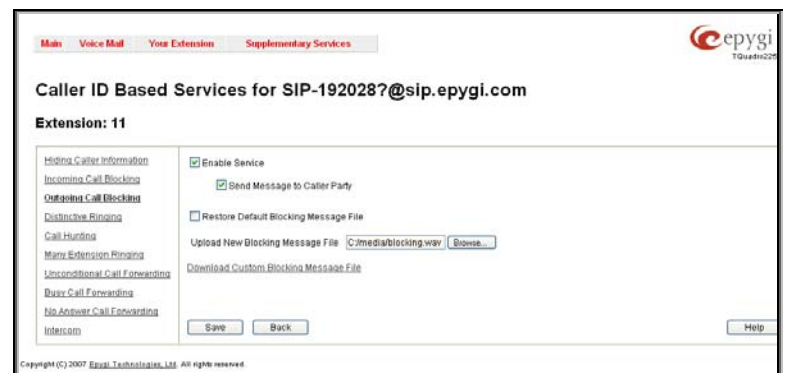 Main Voice Mail Your Extension Supplementary Services
epygi
Caller ID Based Services for SIP-192028?@sip.epygi.com
Extension: 11
Hiding Caller Information
Incoming Call Blocking
Outgoing Call Blocking
Distinctive Ringing
Call Hunting
Many Extension Ringing
Unconditional Call Forwarding
Busy Call Forwarding
No Answer Call Forwarding
Intercom
Enable Service
Send Message to Caller Party
Restore Default Blocking Message File
Upload New Blocking Message File C:/media/blocking.wav Browse...
Download Custom Blocking Message File
Save Back Help
Copyright (C) 2007 Epygi Technologies, Ltd. All rights reserved.